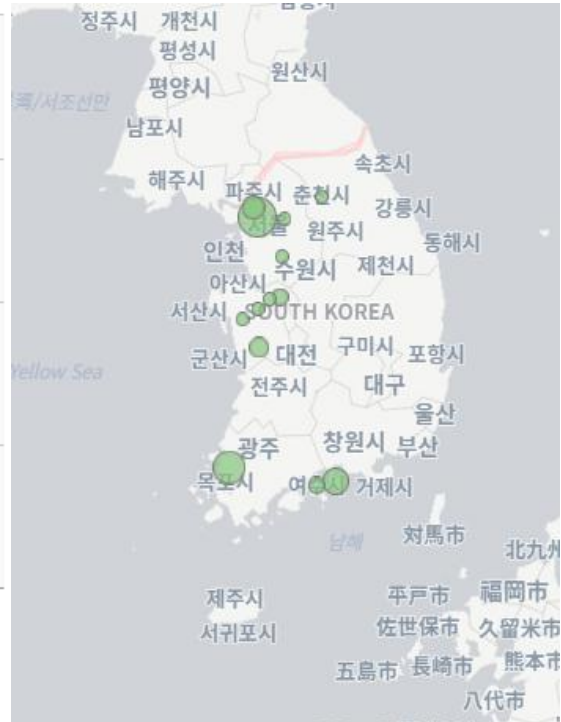 정주시 개천시
평성시
평양시
원산시
남포시
속초시
해주시
파주시 춘천시
강릉시
서울
원주시
동해시
인천
수원시
제천시
아산시
서산시
SOUTH KOREA
구미시
포항시
군산시
대전
Yellow Sea
전주시
대구
울산
창원시
부산
광주
목포시
여수시
거제시
남해
対馬市
北九州
제주시
平戸市
福岡市
서귀포시
佐世保市
久留米市
五島市
長崎市
熊本市
八代市